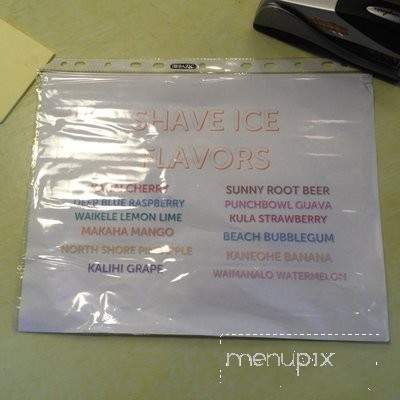 SHAVE ICE
FLAVORS
CHERRY
DEEP BLUE RASPBERRY
WAIKELE LEMON LIME
MAKAHA MANGO
NORTH SHORE PINEAPPLE
KALIHI GRAPE
SUNNY ROOT BEER
PUNCHBOWL GUAVA
KULA STRAWBERRY
BEACH BUBBLEGUM
KANEOHE BANANA
WAIMANALO WATERMELON
menupix